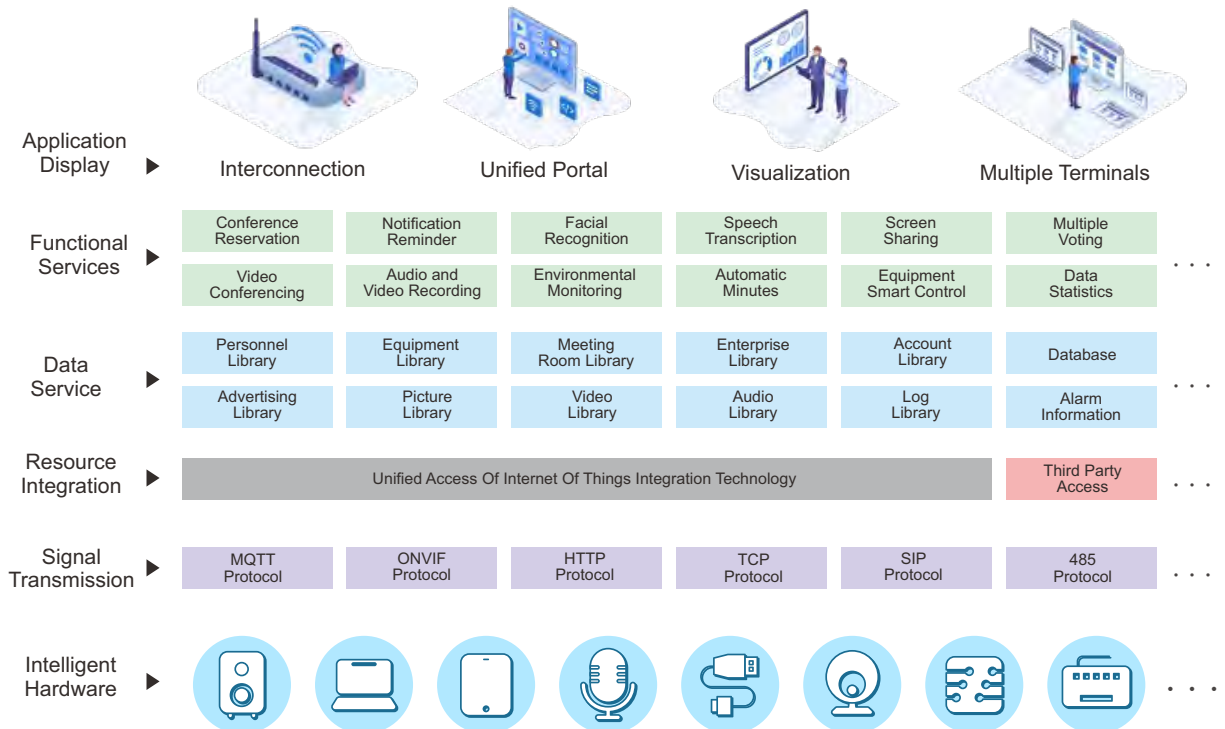 Application
Display
Interconnection
Unified Portal
Visualization
Multiple Terminals
Functional
Services
Conference
Reservation
Notification
Reminder
Facial
Recognition
Speech
Transcription
Screen
Sharing
Multiple
Voting
Video
Conferencing
Audio and
Video Recording
Environmental
Monitoring
Automatic
Minutes
Equipment
Smart Control
Data
Statistics
. . .
Data
Service
Personnel
Library
Equipment
Library
Meeting
Room Library
Enterprise
Library
Account
Library
Database
Advertising
Library
Picture
Library
Video
Library
Audio
Library
Log
Library
Alarm
Information
. . .
Resource
Integration
Unified Access Of Internet Of Things Integration Technology
Third Party
Access
. . .
Signal
Transmission
MQTT
Protocol
ONVIF
Protocol
HTTP
Protocol
TCP
Protocol
SIP
Protocol
485
Protocol
. . .
Intelligent
Hardware
. . .